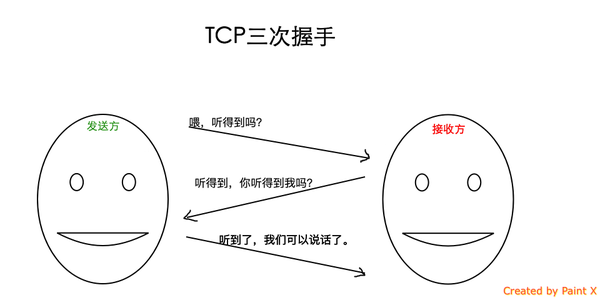 TCP三次握手
发送方
接收方
喂，听得到吗？
听得到，你听得到我吗？
听到了，我们可以说话了。
Created by Paint X